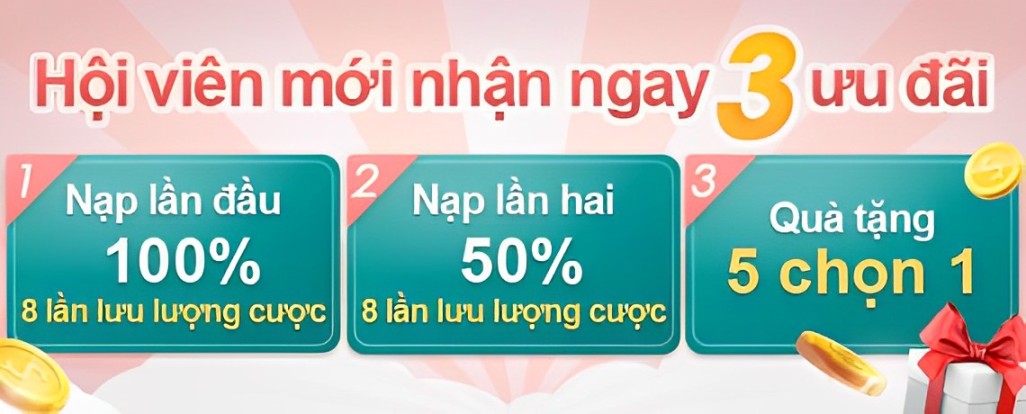 Hội viên mới nhận ngay 3 ưu đãi
1
Nạp lần đầu
100%
8 lần lưu lượng cược
2
Nạp lần hai
50%
8 lần lưu lượng cược
3
Quà tặng
5 chọn 1